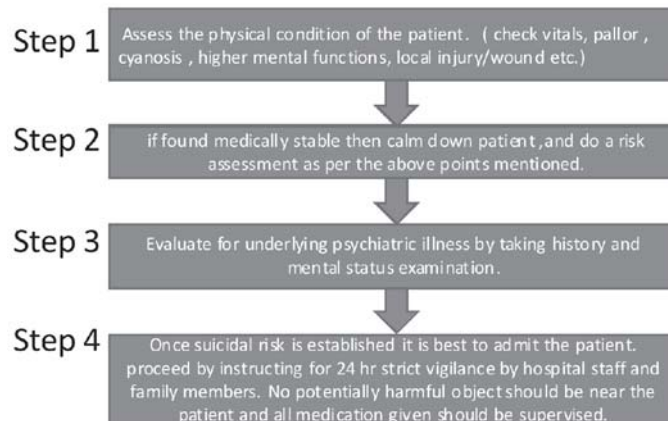 Step 1
Assess the physical condition of the patient. ( check vitals, pallor ,
cyanosis , higher mental functions, local injury/wound etc.)
Step 2
if found medically stable then calm down patient ,and do a risk
assessment as per the above points mentioned.
Step 3
Evaluate for underlying psychiatric illness by taking history and
mental status examination.
Step 4
Once suicidal risk is established it is best to admit the patient.
proceed by instructing for 24 hr strict vigilance by hospital staff and
family members. No potentially harmful object should be near the
patient and all medication given should be supervised.